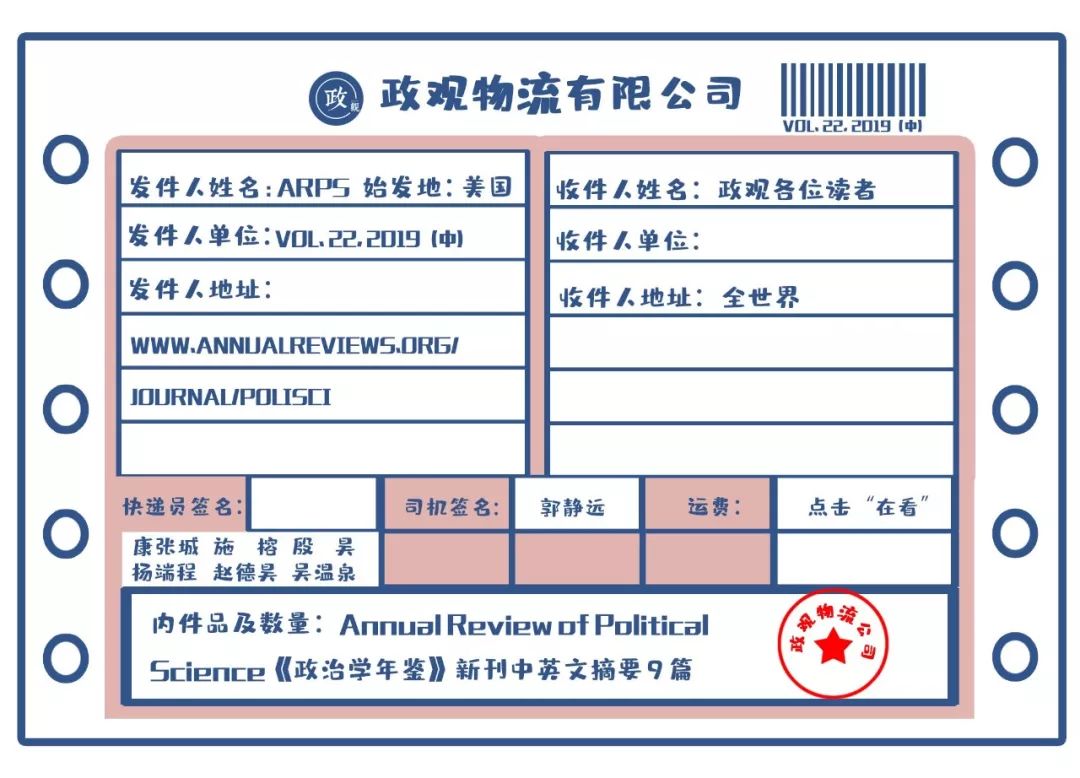 政 观
政观物流有限公司
VOL.22.2019 (中)
发件人姓名:ARPS 始发地:美国
发件人单位:VOL.22.2019 (中)
发件人地址:
WWW.ANNUALREVIEWS.ORG/
JOURNAL/POLISCI
收件人姓名: 政观各位读者
收件人单位:
收件人地址: 全世界
快递员签名:
司机签名: 郭静远
运费: 点击“在看”
康张城 施 榕 殷 昊
杨端程 赵德昊 吴温泉
内件品及数量: Annual Review of Political
Science《政治学年鉴》新刊中英文摘要9篇
政观物流公司